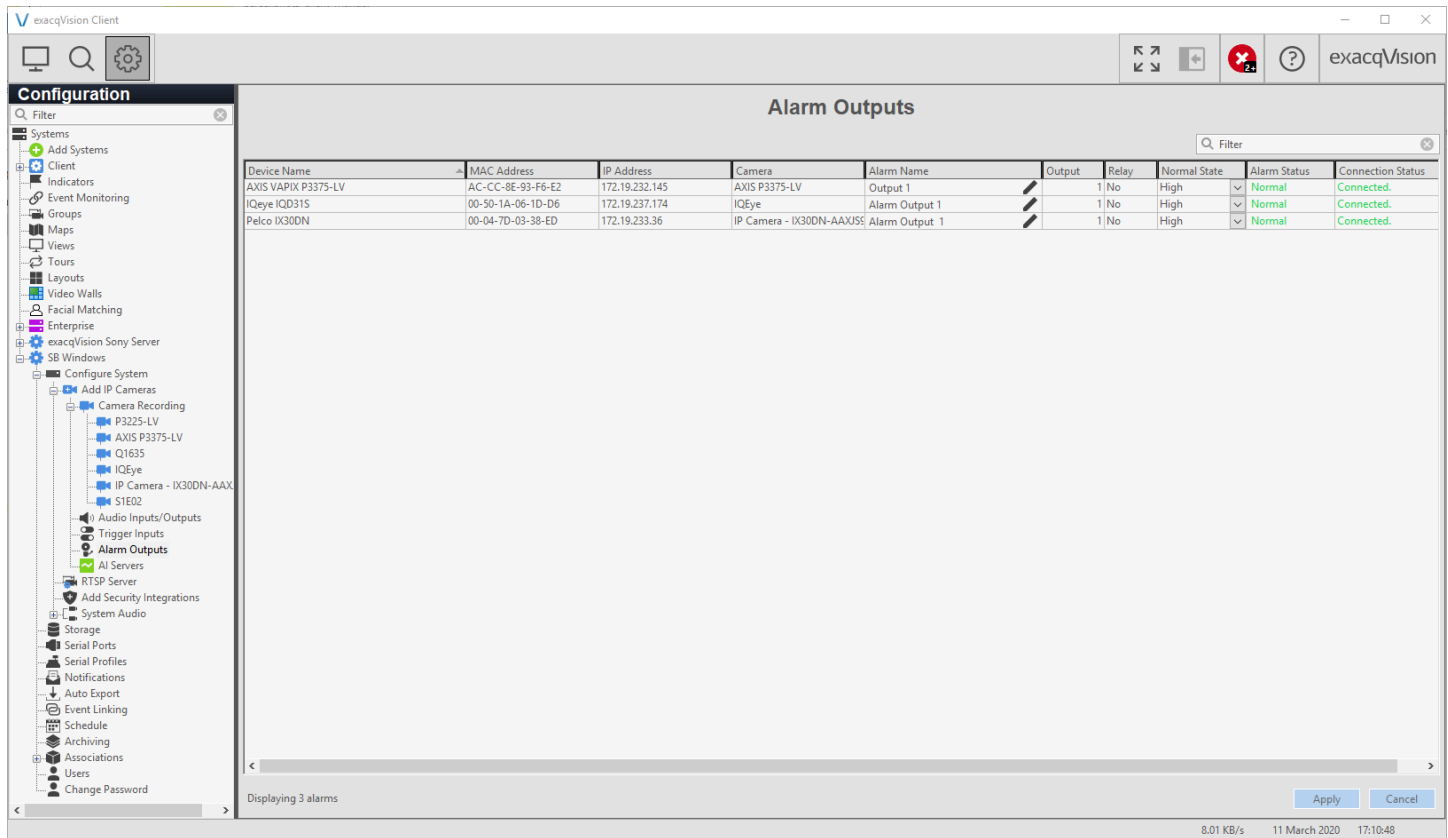 exacqVision Client
2+
?
exacqVision
Configuration
Filter
Systems
Add Systems
Client
Indicators
Event Monitoring
Groups
Maps
Views
Tours
Layouts
Video Walls
Facial Matching
Enterprise
exacqVision Sony Server
SB Windows
Configure System
Add IP Cameras
Camera Recording
P3225-LV
AXIS P3375-LV
Q1635
IQEye
IP Camera - IX30DN-AAX
S1E02
Audio Inputs/Outputs
Trigger Inputs
Alarm Outputs
AI Servers
RTSP Server
Add Security Integrations
System Audio
Storage
Serial Ports
Serial Profiles
Notifications
Auto Export
Event Linking
Schedule
Archiving
Associations
Users
Change Password
Alarm Outputs
Filter
Device Name MAC Address IP Address Camera Alarm Name Output Relay Normal State Alarm Status Connection Status
AXIS VAPIX P3375-LV AC-CC-8E-93-F6-E2 172.19.232.145 AXIS P3375-LV Output 1 1 No High Normal Connected.
IQeye IQD31S 00-50-1A-06-1D-D6 172.19.237.174 IQEye Alarm Output 1 1 No High Normal Connected.
Pelco IX30DN 00-04-7D-03-38-ED 172.19.233.36 IP Camera - IX30DN-AAXJS9 Alarm Output 1 1 No High Normal Connected.
Displaying 3 alarms
Apply Cancel
8.01 KB/s 11 March 2020 17:10:48